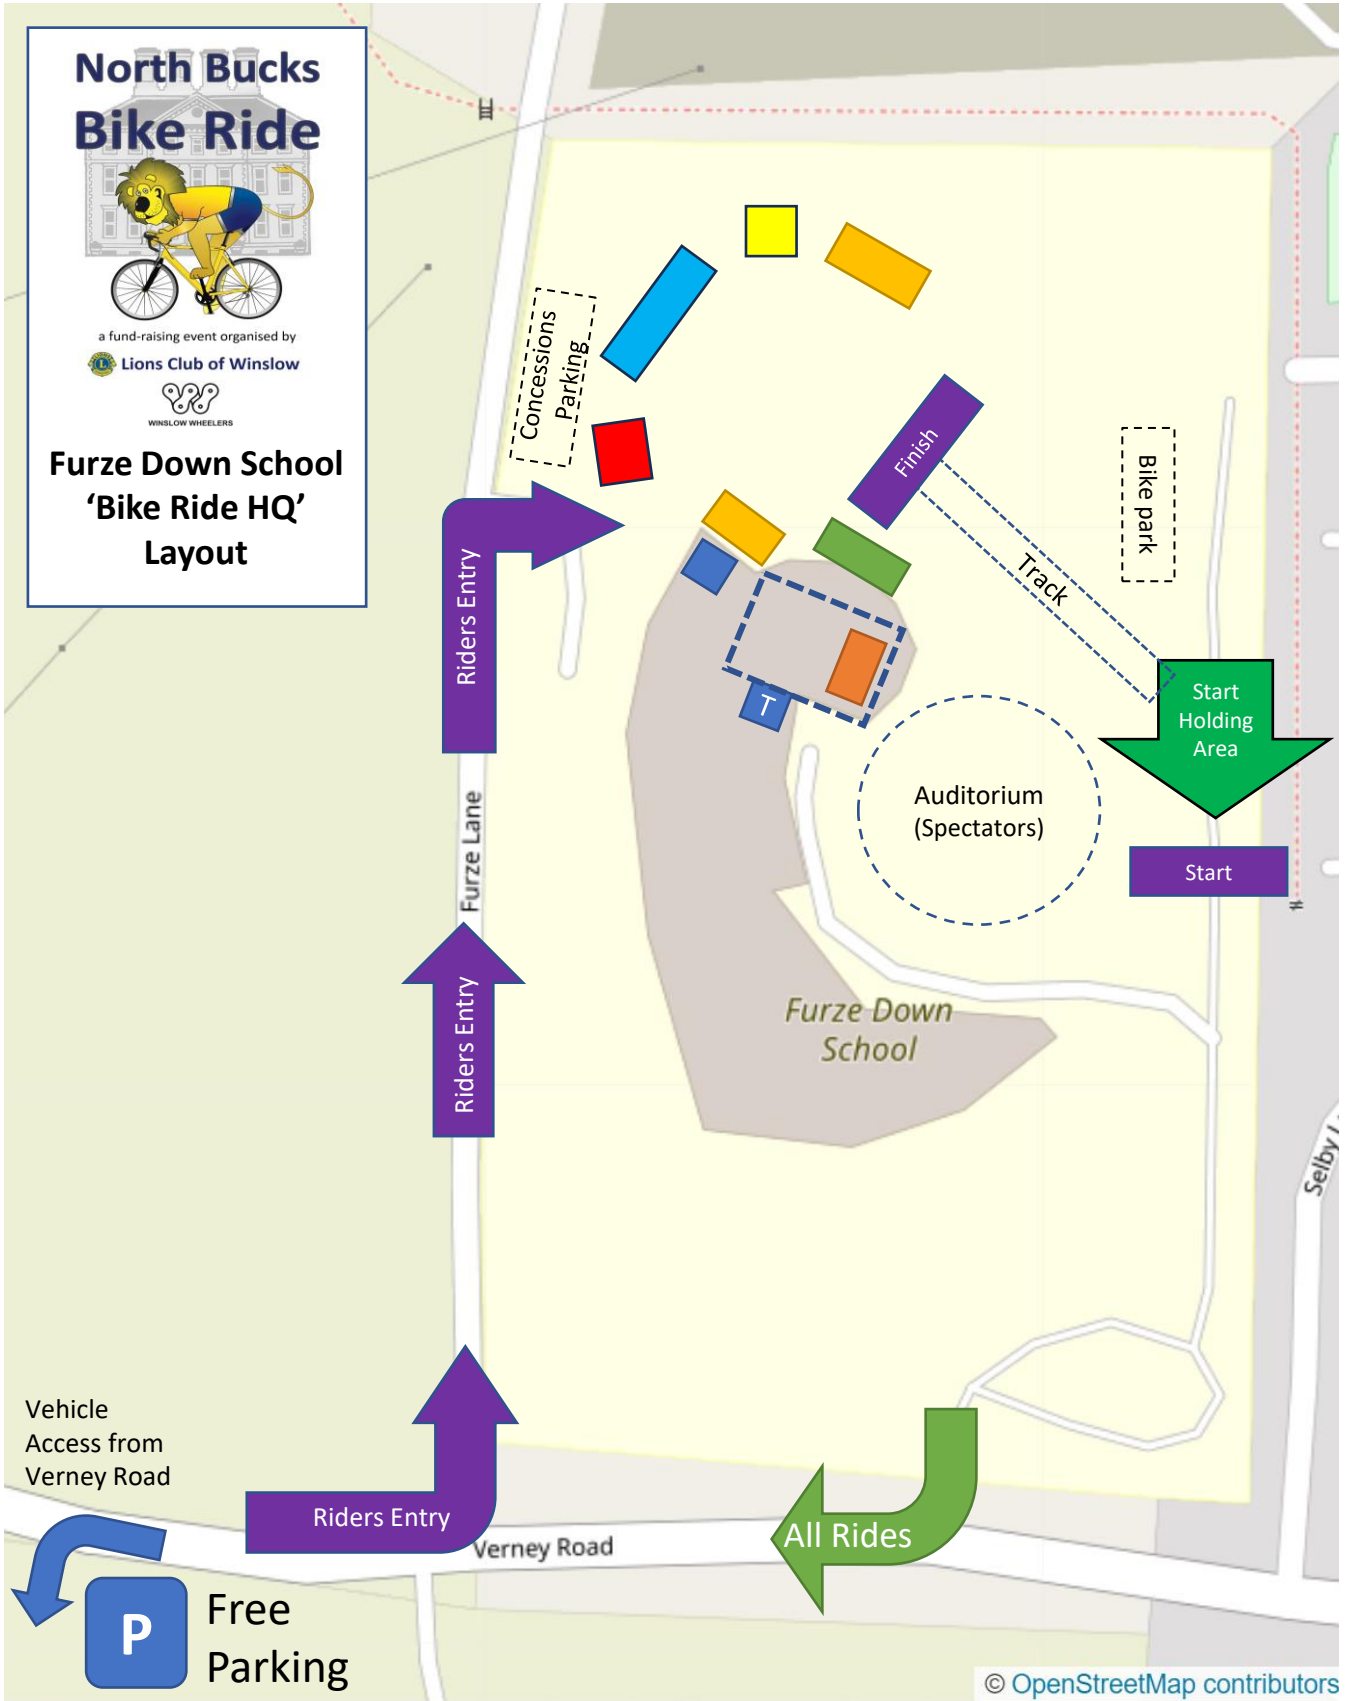 North Bucks
Bike Ride
a fund-raising event organised by
L
Lions Club of Winslow
WINSLOW WHEELERS
Furze Down School
‘Bike Ride HQ’
Layout
Concessions
Parking
Finish
Bike park
Track
Riders Entry
T
Start
Holding
Area
Auditorium
(Spectators)
Start
Furze Lane
Riders Entry
Furze Down
School
Selby L
Vehicle
Access from
Verney Road
Riders Entry
Verney Road
All Rides
P
Free
Parking
© OpenStreetMap contributors